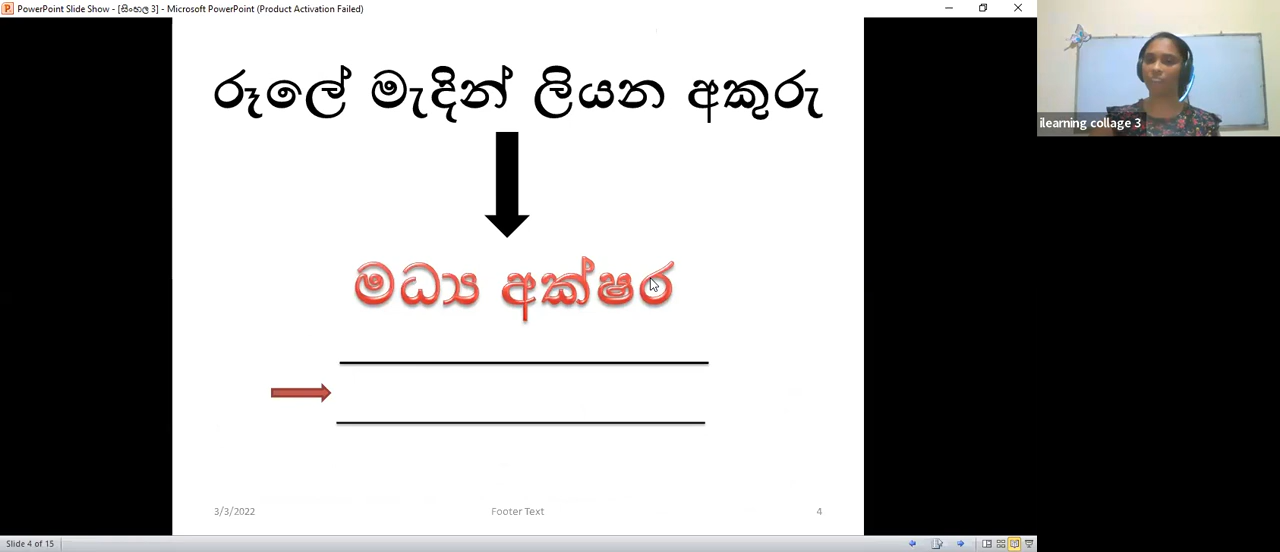 PowerPoint Slide Show - [සිංහල 3] - Microsoft PowerPoint (Product Activation Failed)
රූලේ මැදින් ලියන අකුරු
ilearning collage 3
මධ්‍ය අක්ෂර
3/3/2022
Footer Text
4
Slide 4 of 15